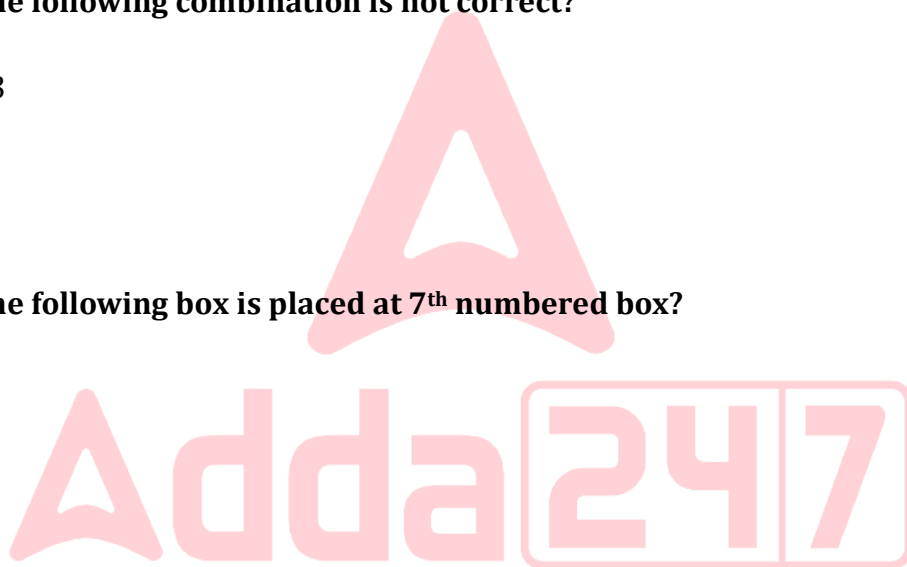 he following combination is not correct?
3
he following box is placed at 7th numbered box?
Adda247